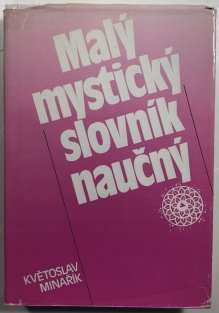 Malý
mystický
slovník
naučný
KVĚTOSLAV
MINAŘÍK